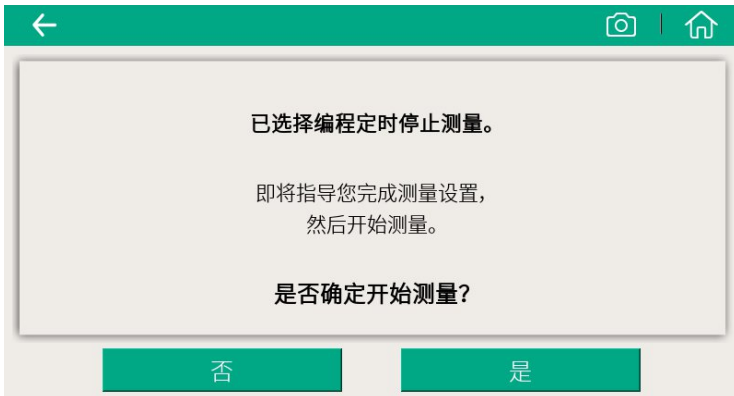 已选择编程定时停止测量。
即将指导您完成测量设置，
然后开始测量。
是否确定开始测量？
否
是